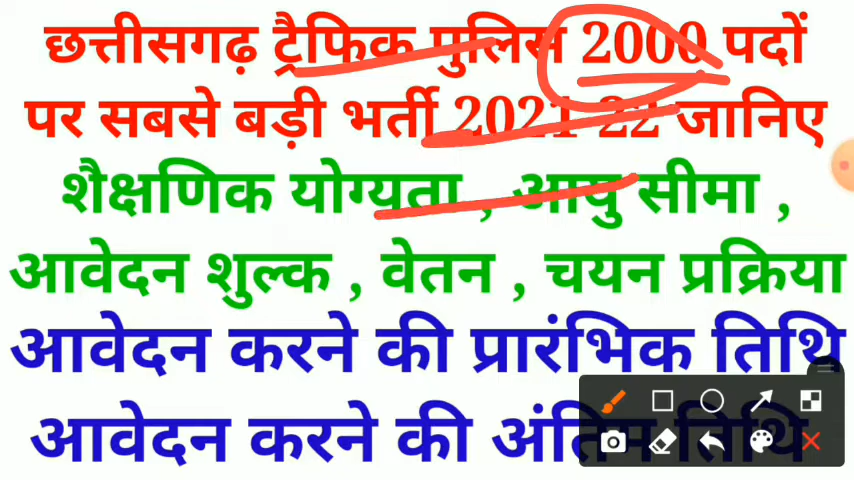 छत्तीसगढ़ ट्रैफिक पुलिस 2000 पदों
पर सबसे बड़ी भर्ती 2021-22 जानिए
शैक्षणिक योग्यता , आयु सीमा ,
आवेदन शुल्क , वेतन , चयन प्रक्रिया
आवेदन करने की प्रारंभिक तिथि
आवेदन करने की अंतिम तिथि